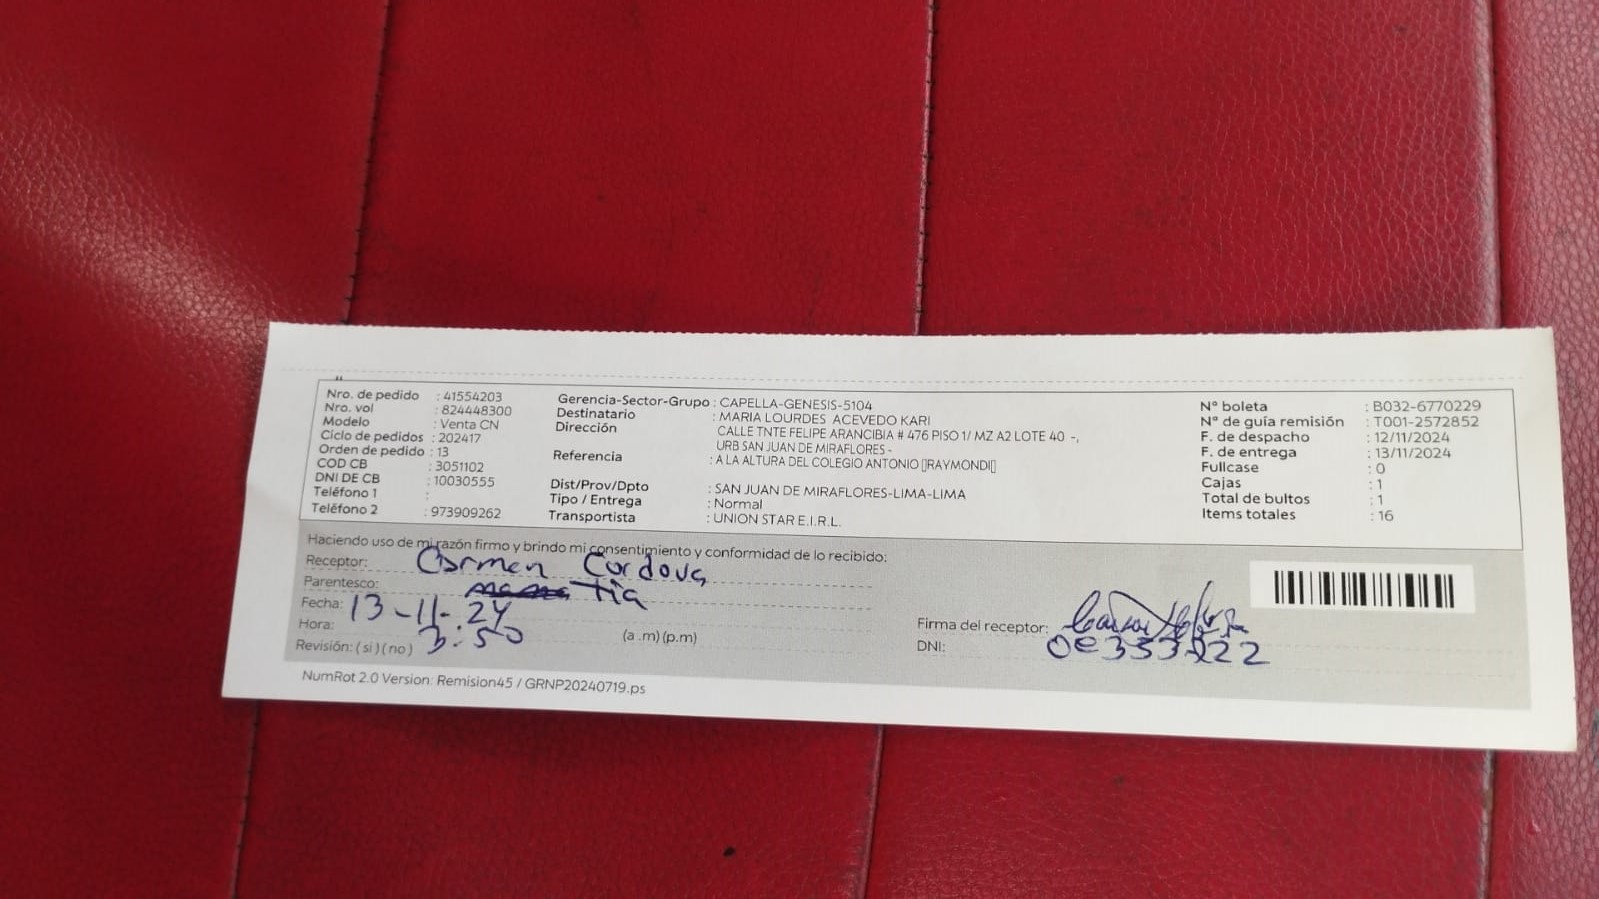 Nro. de pedido : 41554203
Nro. vol : 824448300
Modelo : Venta CN
Ciclo de pedidos : 202417
Orden de pedido : 13
COD CB : 3051102
DNI DE CB : 10030555
Teléfono 1 :
Teléfono 2 : 973909262
Gerencia-Sector-Grupo : CAPELLA-GENESIS-5104
Destinatario : MARIA LOURDES ACEVEDO KARI
Dirección CALLE TNTE FELIPE ARANCIBIA # 476 PISO 1/ MZ A2 LOTE 40 -,
URB SAN JUAN DE MIRAFLORES -
Referencia : A LA ALTURA DEL COLEGIO ANTONIO []RAYMONDI[]
Dist/Prov/Dpto : SAN JUAN DE MIRAFLORES-LIMA-LIMA
Tipo / Entrega : Normal
Transportista : UNION STAR E.I.R.L.
N° boleta : B032-6770229
N° de guía remisión : T001-2572852
F. de despacho : 12/11/2024
F. de entrega : 13/11/2024
Fullcase : 0
Cajas : 1
Total de bultos : 1
Items totales : 16
Haciendo uso de mi razón firmo y brindo mi consentimiento y conformidad de lo recibido:
Receptor: Carmen Cordova
Parentesco: Tia
Fecha: 13-11-24
Hora: 3:50 (a.m) (p.m)
Revisión: ( si ) ( no )
Firma del receptor:
DNI:
NumRot 2.0 Version: Remision45 / GRNP20240719.ps